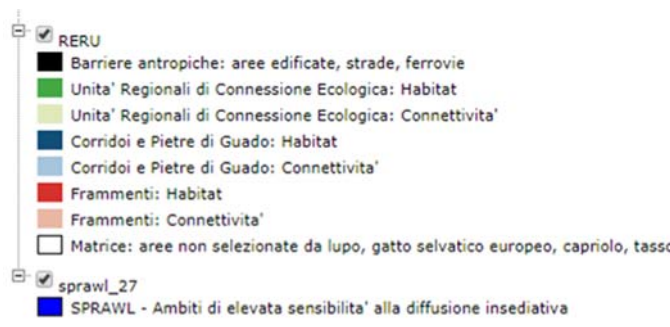 RERU
Barriere antropiche: aree edificate, strade, ferrovie
Unita' Regionali di Connessione Ecologica: Habitat
Unita' Regionali di Connessione Ecologica: Connettivita'
Corridoi e Pietre di Guado: Habitat
Corridoi e Pietre di Guado: Connettivita'
Frammenti: Habitat
Frammenti: Connettivita'
Matrice: aree non selezionate da lupo, gatto selvatico europeo, capriolo, tasso
sprawl_27
SPRAWL - Ambiti di elevata sensibilita' alla diffusione insediativa